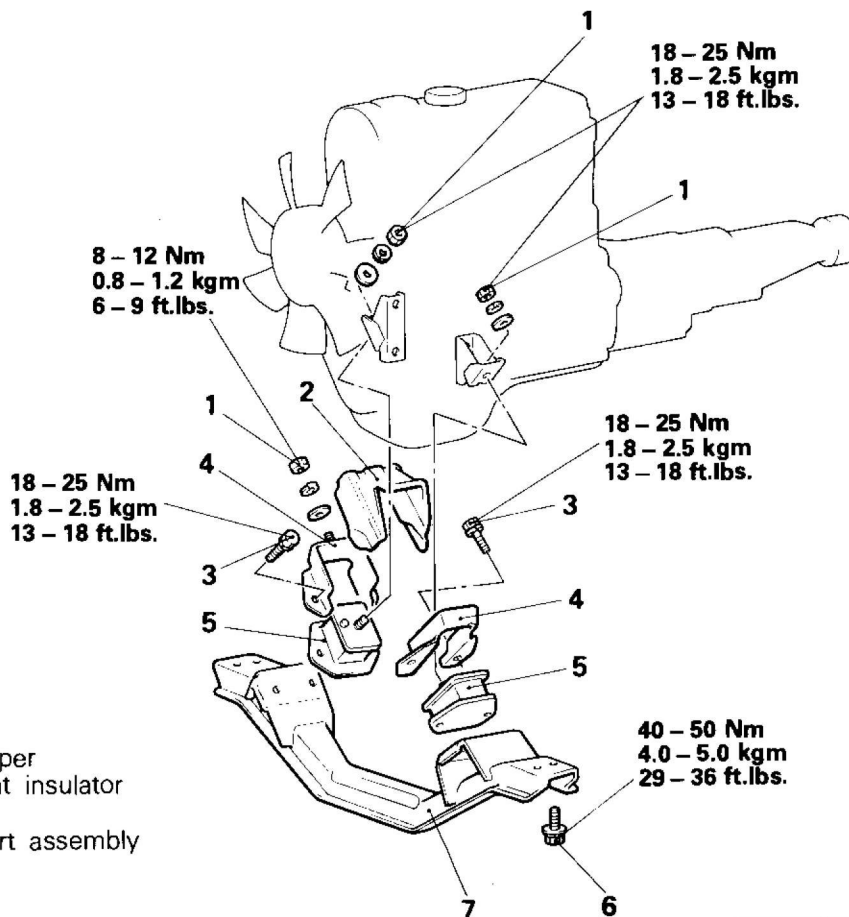 1
18 – 25 Nm
1.8 – 2.5 kgm
13 – 18 ft.lbs.
1
8 – 12 Nm
0.8 – 1.2 kgm
6 – 9 ft.lbs.
1
2
4
18 – 25 Nm
1.8 – 2.5 kgm
13 – 18 ft.lbs.
3
18 – 25 Nm
1.8 – 2.5 kgm
13 – 18 ft.lbs.
3
5
4
5
per
insulator
assembly
40 – 50 Nm
4.0 – 5.0 kgm
29 – 36 ft.lbs.
7
6